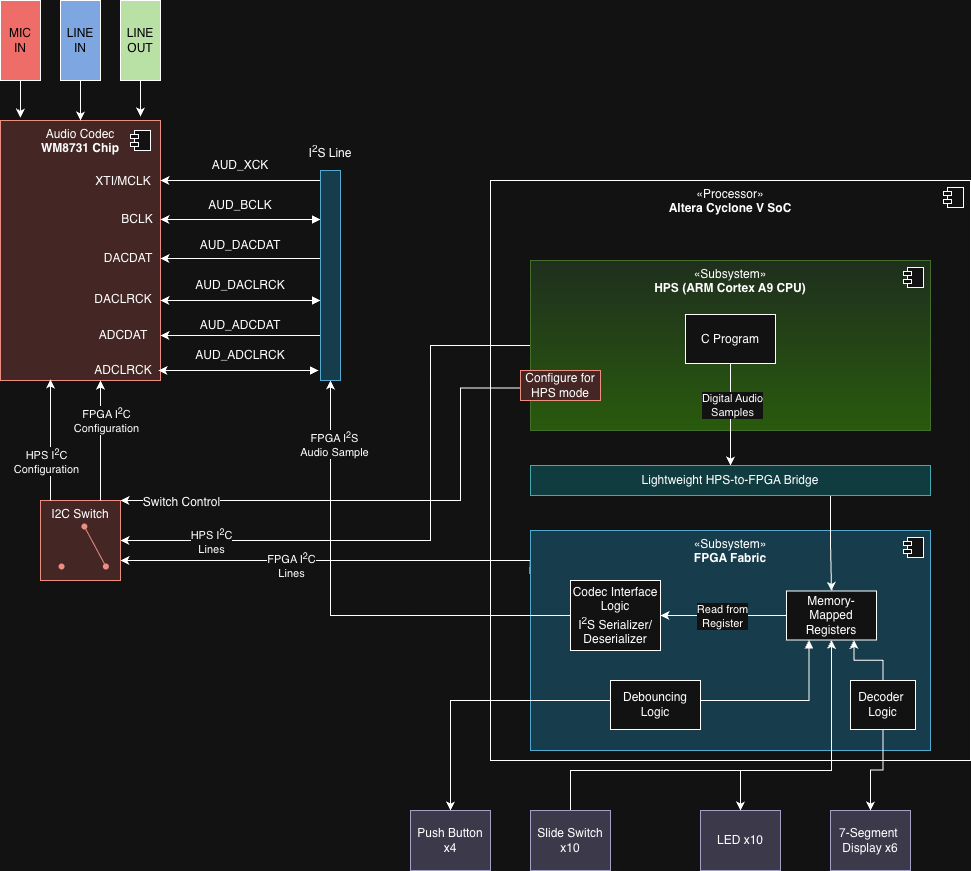 MIC
IN
LINE
IN
LINE
OUT
Audio Codec
WM8731 Chip
XTI/MCLK
BCLK
DACDAT
DACLRCK
ADCDAT
ADCLRCK
I²S Line
AUD_XCK
AUD_BCLK
AUD_DACDAT
AUD_DACLRCK
AUD_ADCDAT
AUD_ADCLRCK
«Processor»
Altera Cyclone V SoC
«Subsystem»
HPS (ARM Cortex A9 CPU)
C Program
Configure for
HPS mode
Digital Audio
Samples
FPGA I²C
Configuration
HPS I²C
Configuration
FPGA I²S
Audio Sample
Lightweight HPS-to-FPGA Bridge
I2C Switch
Switch Control
HPS I²C
Lines
FPGA I²C
Lines
«Subsystem»
FPGA Fabric
Codec Interface
Logic
I²S Serializer/
Deserializer
Read from
Register
Memory-
Mapped
Registers
Debouncing
Logic
Decoder
Logic
Push Button
x4
Slide Switch
x10
LED x10
7-Segment
Display x6